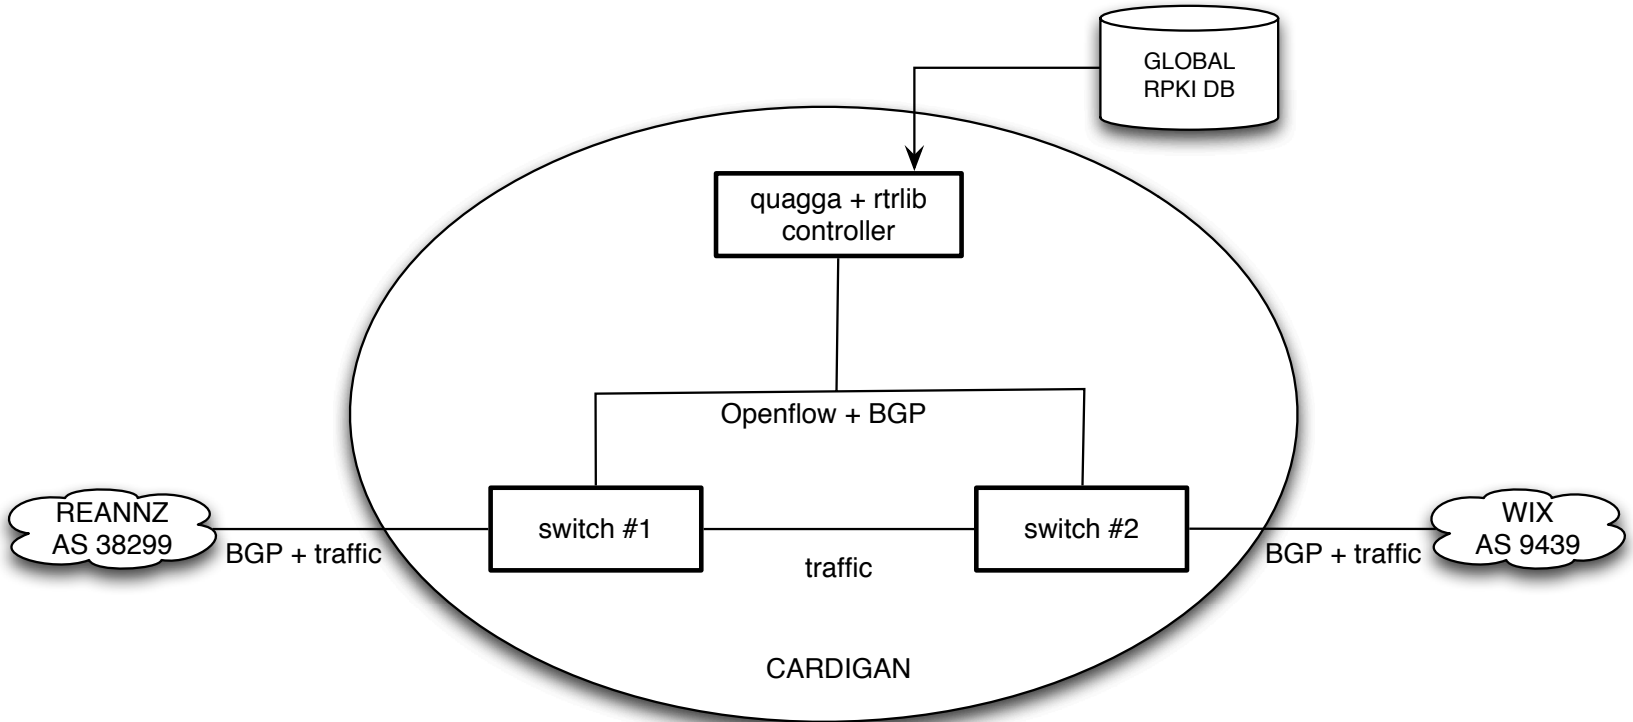 GLOBAL
RPKI DB
quagga + rtrlib
controller
Openflow + BGP
REANNZ
AS 38299
BGP + traffic
switch #1
traffic
switch #2
BGP + traffic
WIX
AS 9439
CARDIGAN